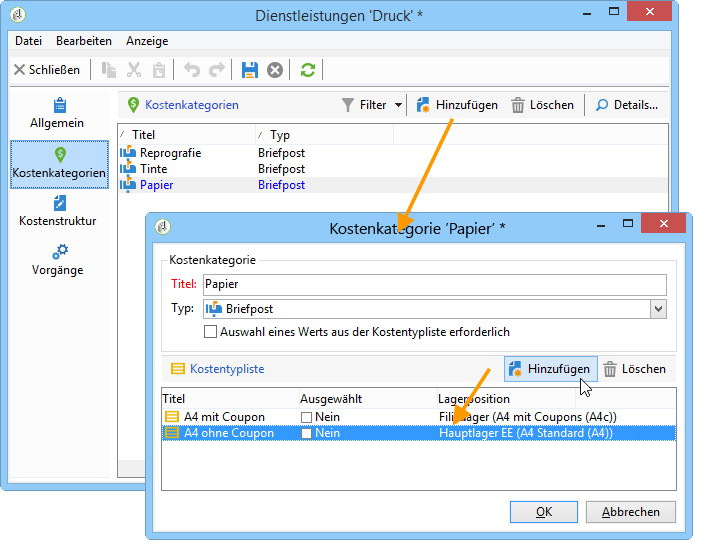 Dienstleistungen 'Druck' *
Datei Bearbeiten Anzeige
Schließen
Allgemein
Kostenkategorien
Kostenstruktur
Vorgänge
Kostenkategorien Filter Hinzufügen Löschen Details...
Titel Typ
Reprografie Briefpost
Tinte Briefpost
Papier Briefpost
Kostenkategorie 'Papier' *
Kostenkategorie
Titel: Papier
Typ: Briefpost
Auswahl eines Werts aus der Kostentypliste erforderlich
Kostentypliste Hinzufügen Löschen
Titel Ausgewählt Lagerposition
A4 mit Coupon Nein (A4 mit Coupons (A4c))
A4 ohne Coupon Nein Hauptlager EE (A4 Standard (A4))
OK Abbrechen